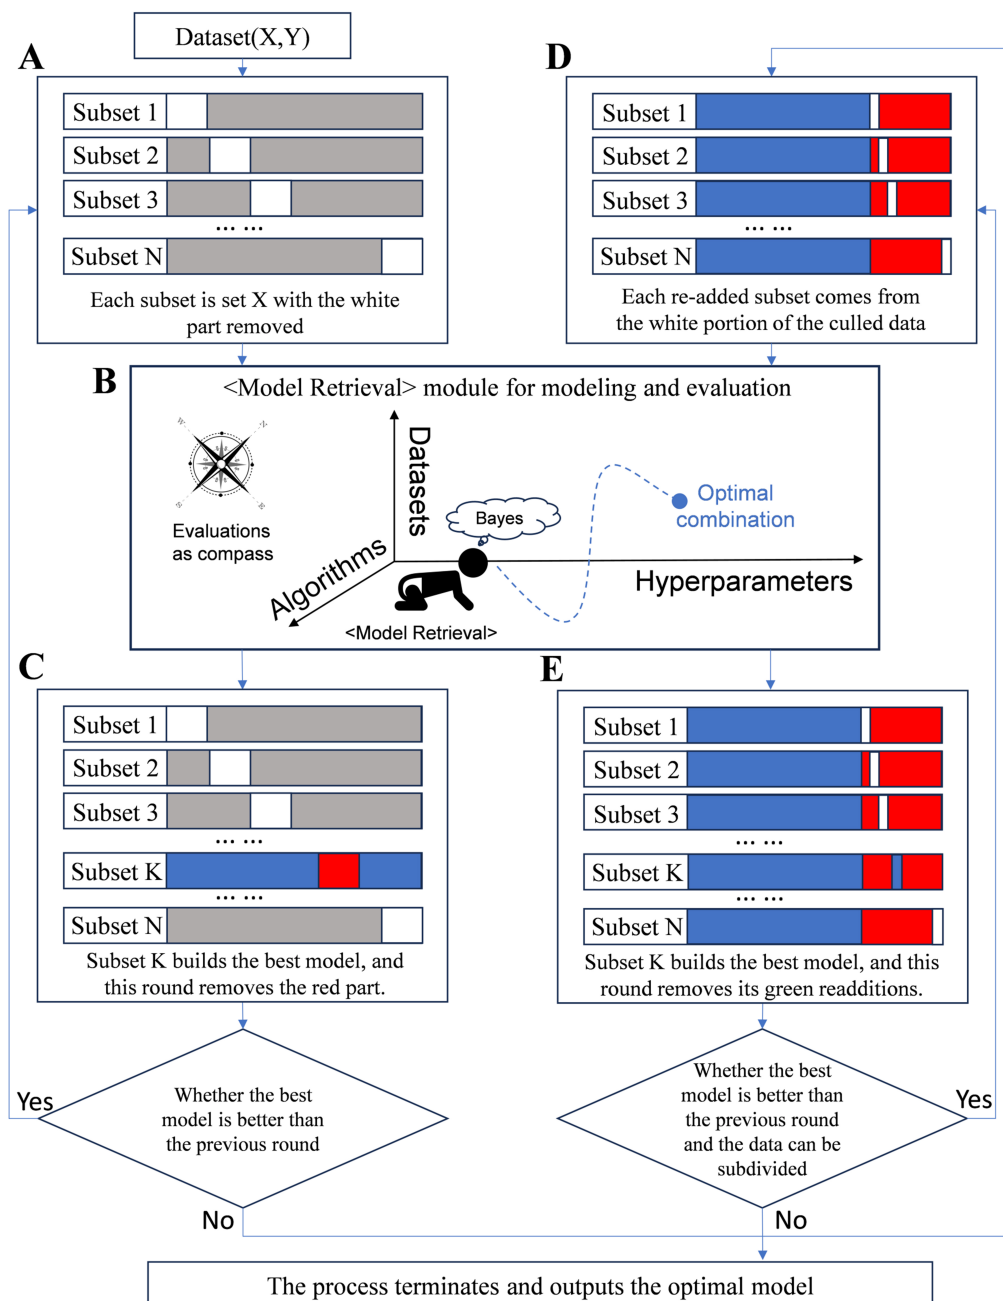 Dataset(X,Y)
A
Subset 1
Subset 2
Subset 3
... ...
Subset N
Each subset is set X with the white
part removed
D
Subset 1
Subset 2
Subset 3
... ...
Subset N
Each re-added subset comes from
the white portion of the culled data
B
<Model Retrieval> module for modeling and evaluation
W
N
S
E
Evaluations
as compass
Datasets
Algorithms
Hyperparameters
Bayes
<Model Retrieval>
Optimal
combination
C
Subset 1
Subset 2
Subset 3
... ...
Subset K
... ...
Subset N
Subset K builds the best model, and
this round removes the red part.
E
Subset 1
Subset 2
Subset 3
... ...
Subset K
... ...
Subset N
Subset K builds the best model, and this
round removes its green readditions.
Yes
Whether the best
model is better than
the previous round
No
Whether the best
model is better than
the previous round
and the data can be
subdivided
Yes
No
The process terminates and outputs the optimal model